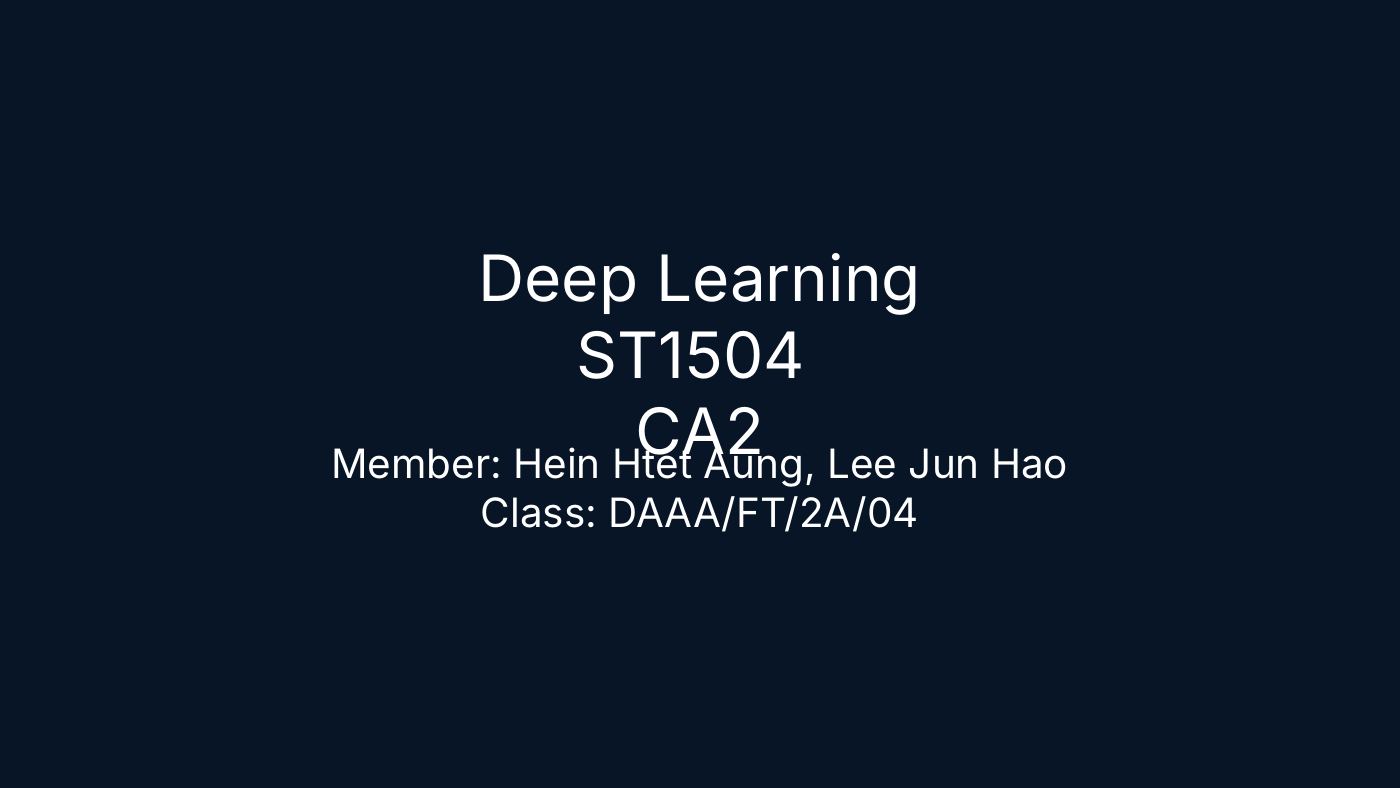 Deep Learning
ST1504
CA2
Member: Hein Htet Aung, Lee Jun Hao
Class: DAAA/FT/2A/04